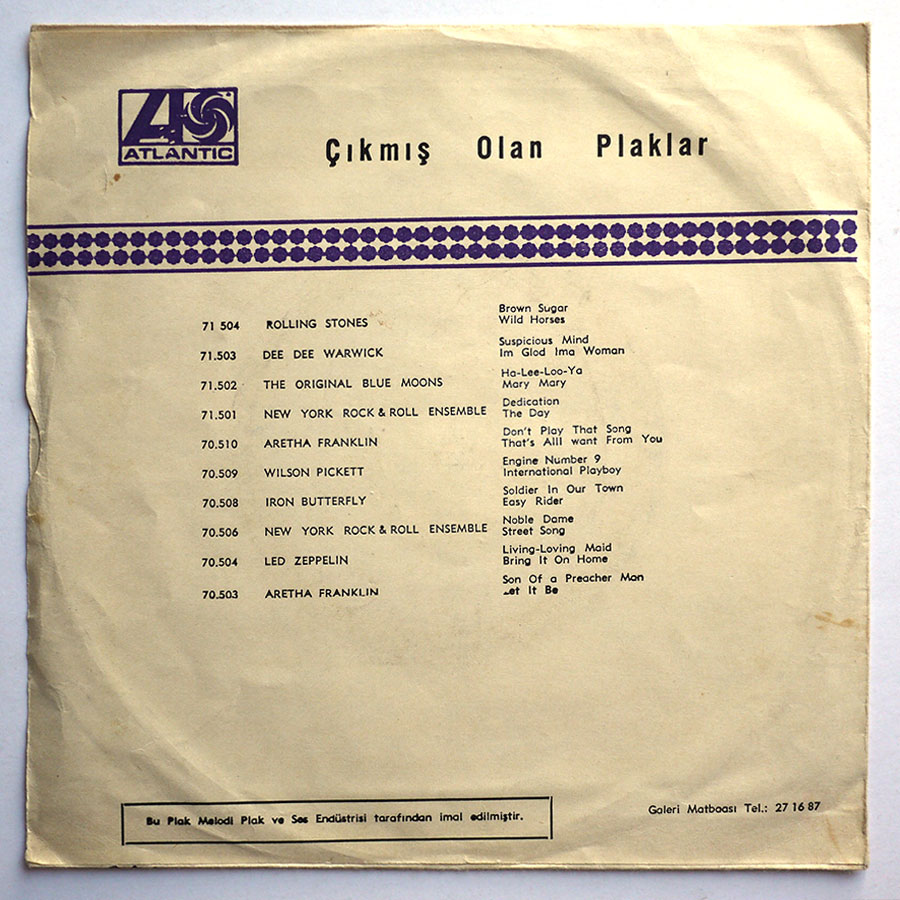 ATLANTIC
Çıkmış Olan Plaklar
71 504 ROLLING STONES Brown Sugar
Wild Horses
71.503 DEE DEE WARWICK Suspicious Mind
Im Glod Ima Woman
71.502 THE ORIGINAL BLUE MOONS Ha-Lee-Loo-Ya
Mary Mary
71.501 NEW YORK ROCK & ROLL ENSEMBLE Dedication
The Day
70.510 ARETHA FRANKLIN Don't Play That Song
That's Alll want From You
70.509 WILSON PICKETT Engine Number 9
International Playboy
70.508 IRON BUTTERFLY Soldier In Our Town
Easy Rider
70.506 NEW YORK ROCK & ROLL ENSEMBLE Noble Dame
Street Song
70.504 LED ZEPPELIN Living-Loving Maid
Bring It On Home
70.503 ARETHA FRANKLIN Son Of a Preacher Man
Let It Be
Bu Plak Melodi Plak ve Ses Endüstrisi tarafından imal edilmiştir.
Galeri Matbaası Tel.: 27 16 87